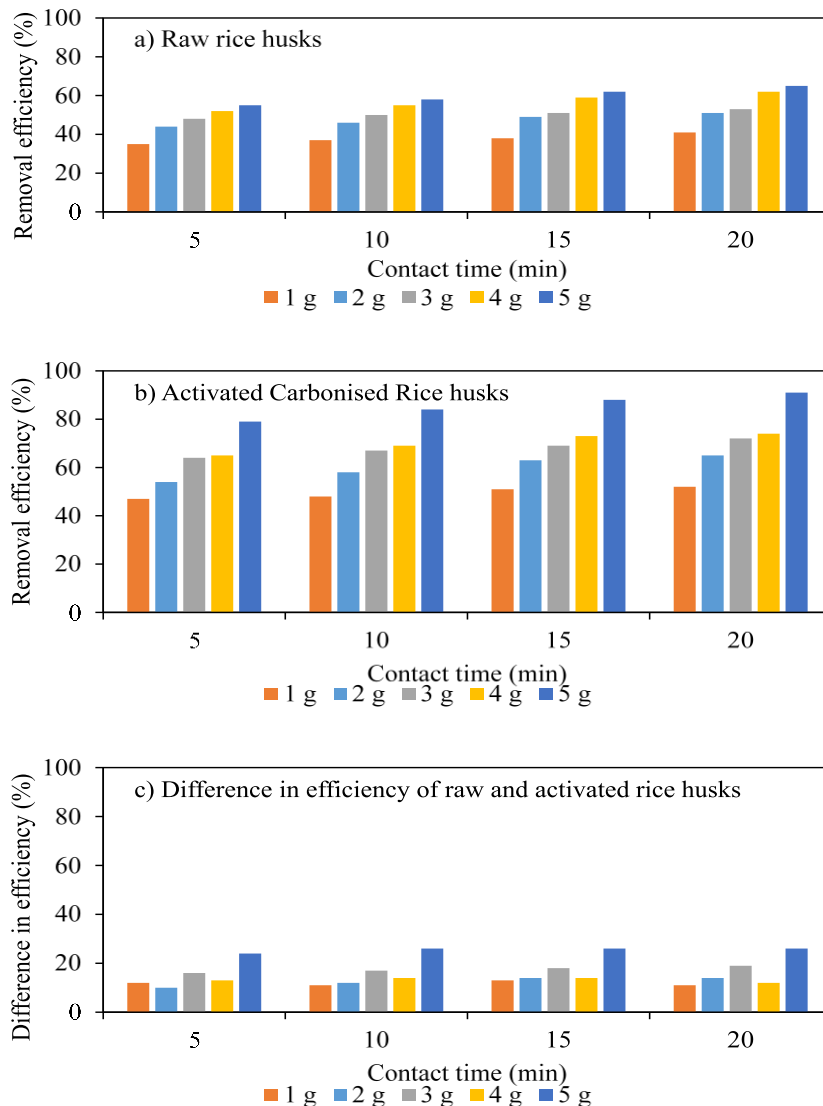 a) Raw rice husks
Removal efficiency (%)
100
80
60
40
20
0
5 10 15 20
Contact time (min)
1 g 2 g 3 g 4 g 5 g
b) Activated Carbonised Rice husks
Removal efficiency (%)
100
80
60
40
20
0
5 10 15 20
Contact time (min)
1 g 2 g 3 g 4 g 5 g
c) Difference in efficiency of raw and activated rice husks
Difference in efficiency (%)
100
80
60
40
20
0
5 10 15 20
Contact time (min)
1 g 2 g 3 g 4 g 5 g